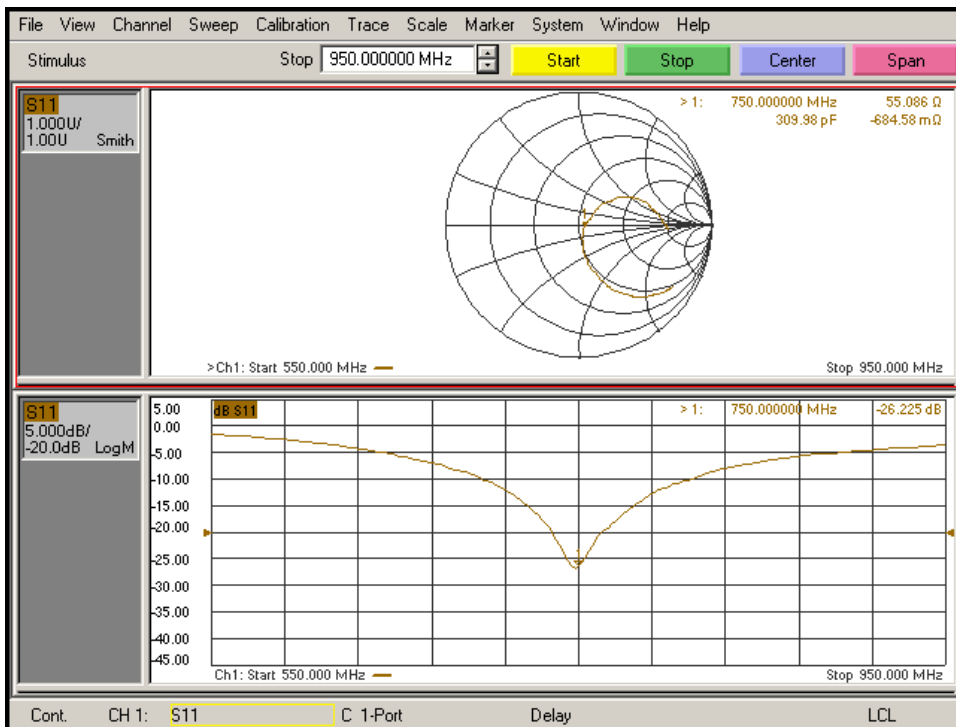 File View Channel Sweep Calibration Trace Scale Marker System Window Help
Stimulus Stop 950.000000 MHz Start Stop Center Span
S11
1.000U/
1.00U Smith
> 1: 750.000000 MHz 55.086 Ω
309.98 pF -684.58 mΩ
>Ch1: Start 550.000 MHz Stop 950.000 MHz
S11
5.000dB/
-20.0dB LogM
5.00
0.00
-5.00
-10.00
-15.00
-20.00
-25.00
-30.00
-35.00
-40.00
-45.00
dB S11
> 1: 750.000000 MHz -26.225 dB
1
Ch1: Start 550.000 MHz Stop 950.000 MHz
Cont. CH 1: S11 C 1-Port Delay LCL